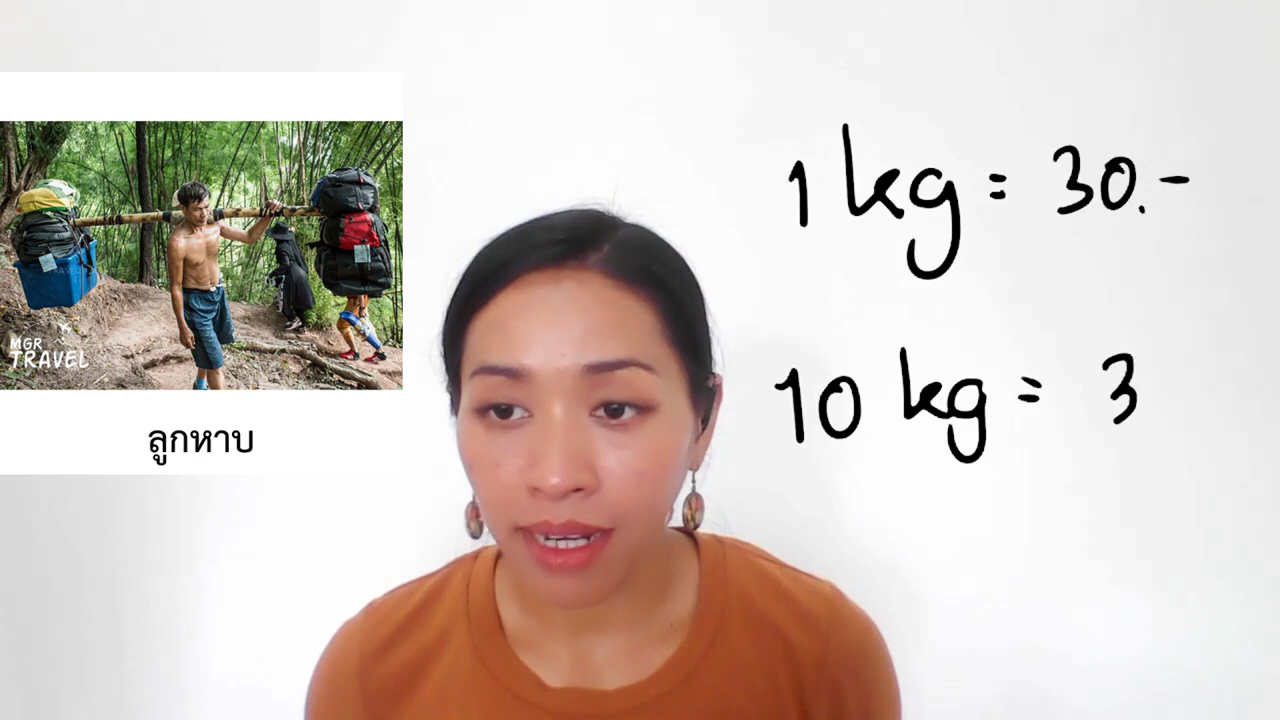 MGR
TRAVEL
ลูกหาบ
1 kg = 30.-
10 kg = 3